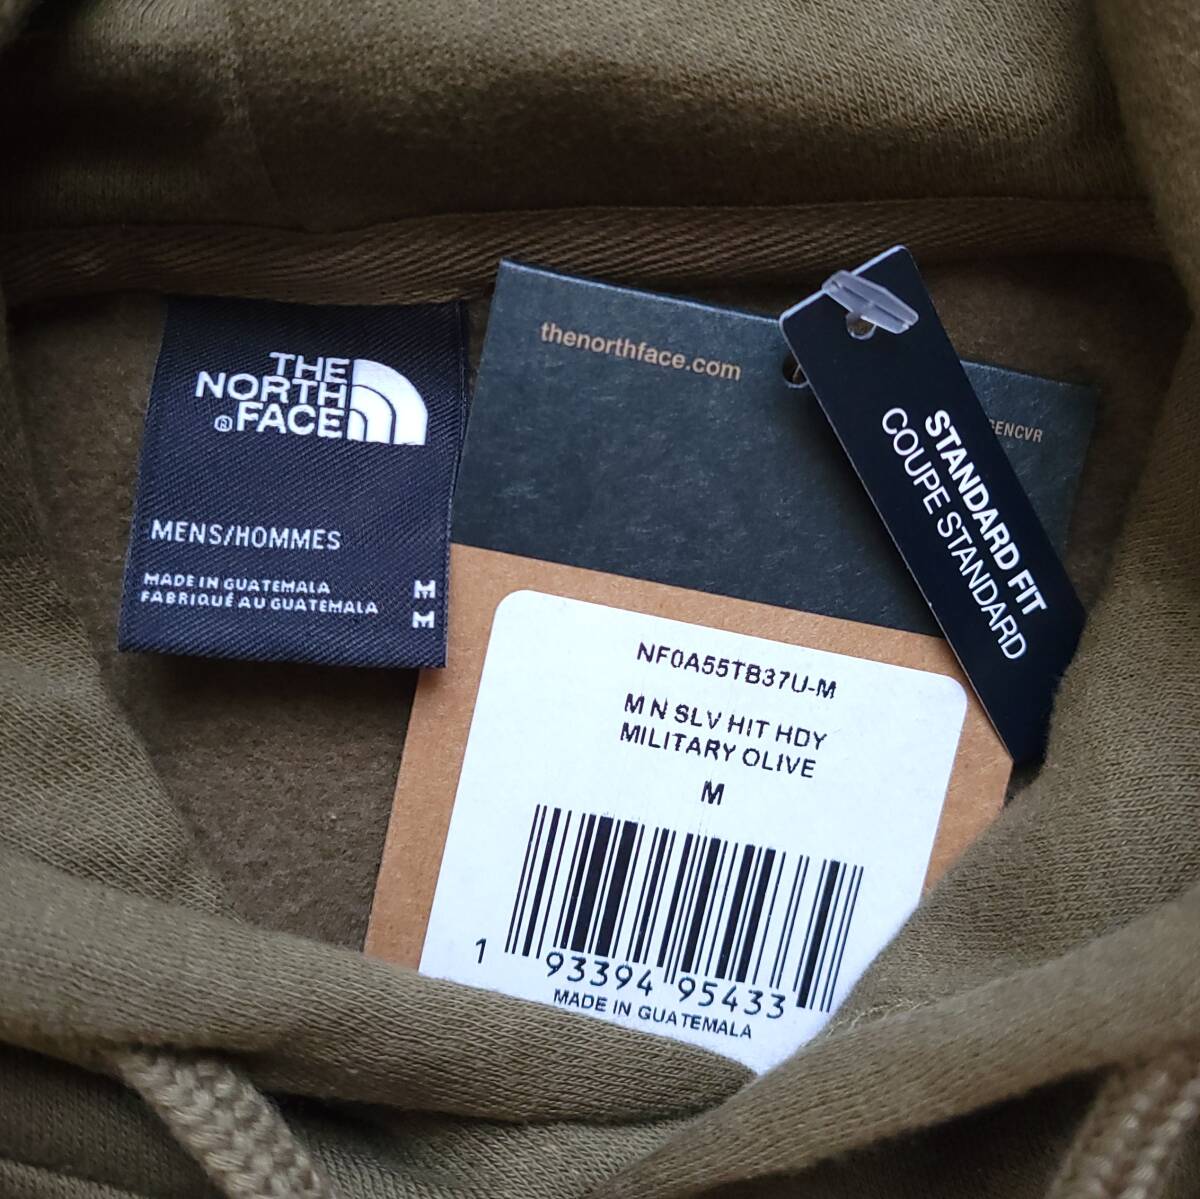 THE
NORTH
® FACE
MENS/HOMMES
MADE IN GUATEMALA
FABRIQUÉ AU GUATEMALA
M
M
thenorthface.com
STANDARD FIT
COUPE STANDARD
NF0A55TB37U-M
M N SLV HIT HDY
MILITARY OLIVE
M
1 93394 95433
MADE IN GUATEMALA